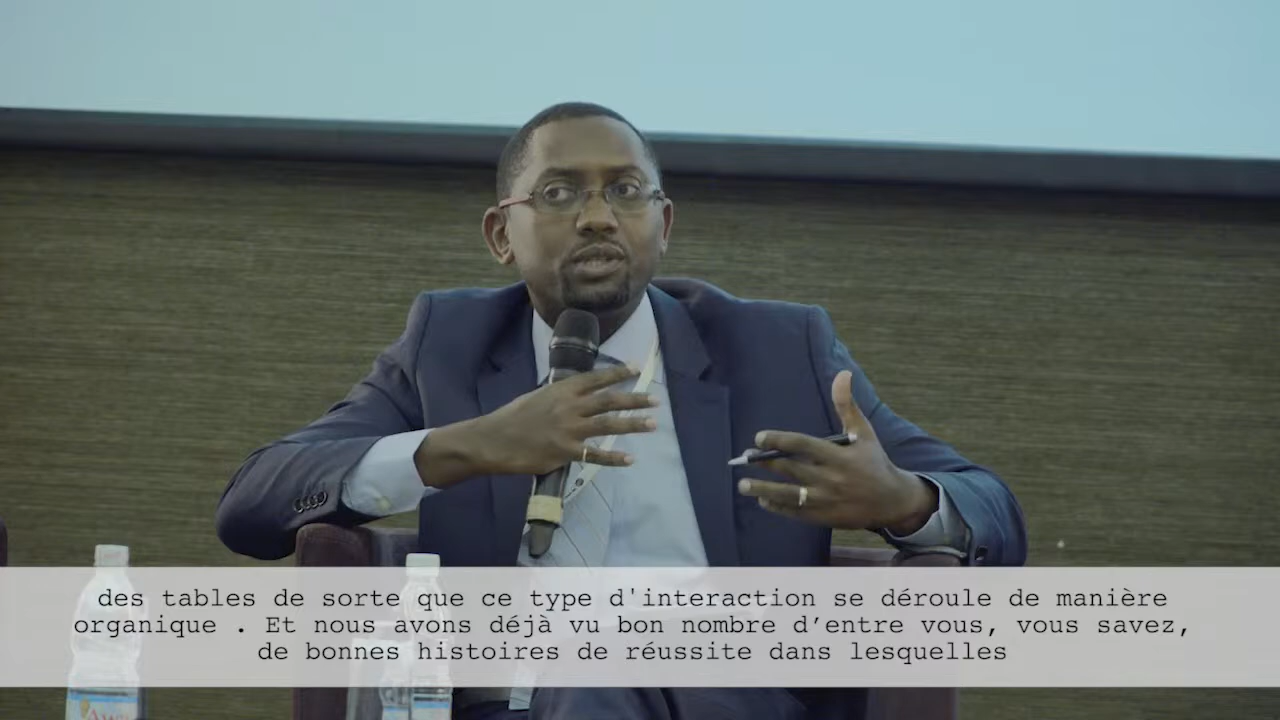 des tables de sorte que ce type d'interaction se déroule de manière
organique . Et nous avons déjà vu bon nombre d’entre vous, vous savez,
de bonnes histoires de réussite dans lesquelles